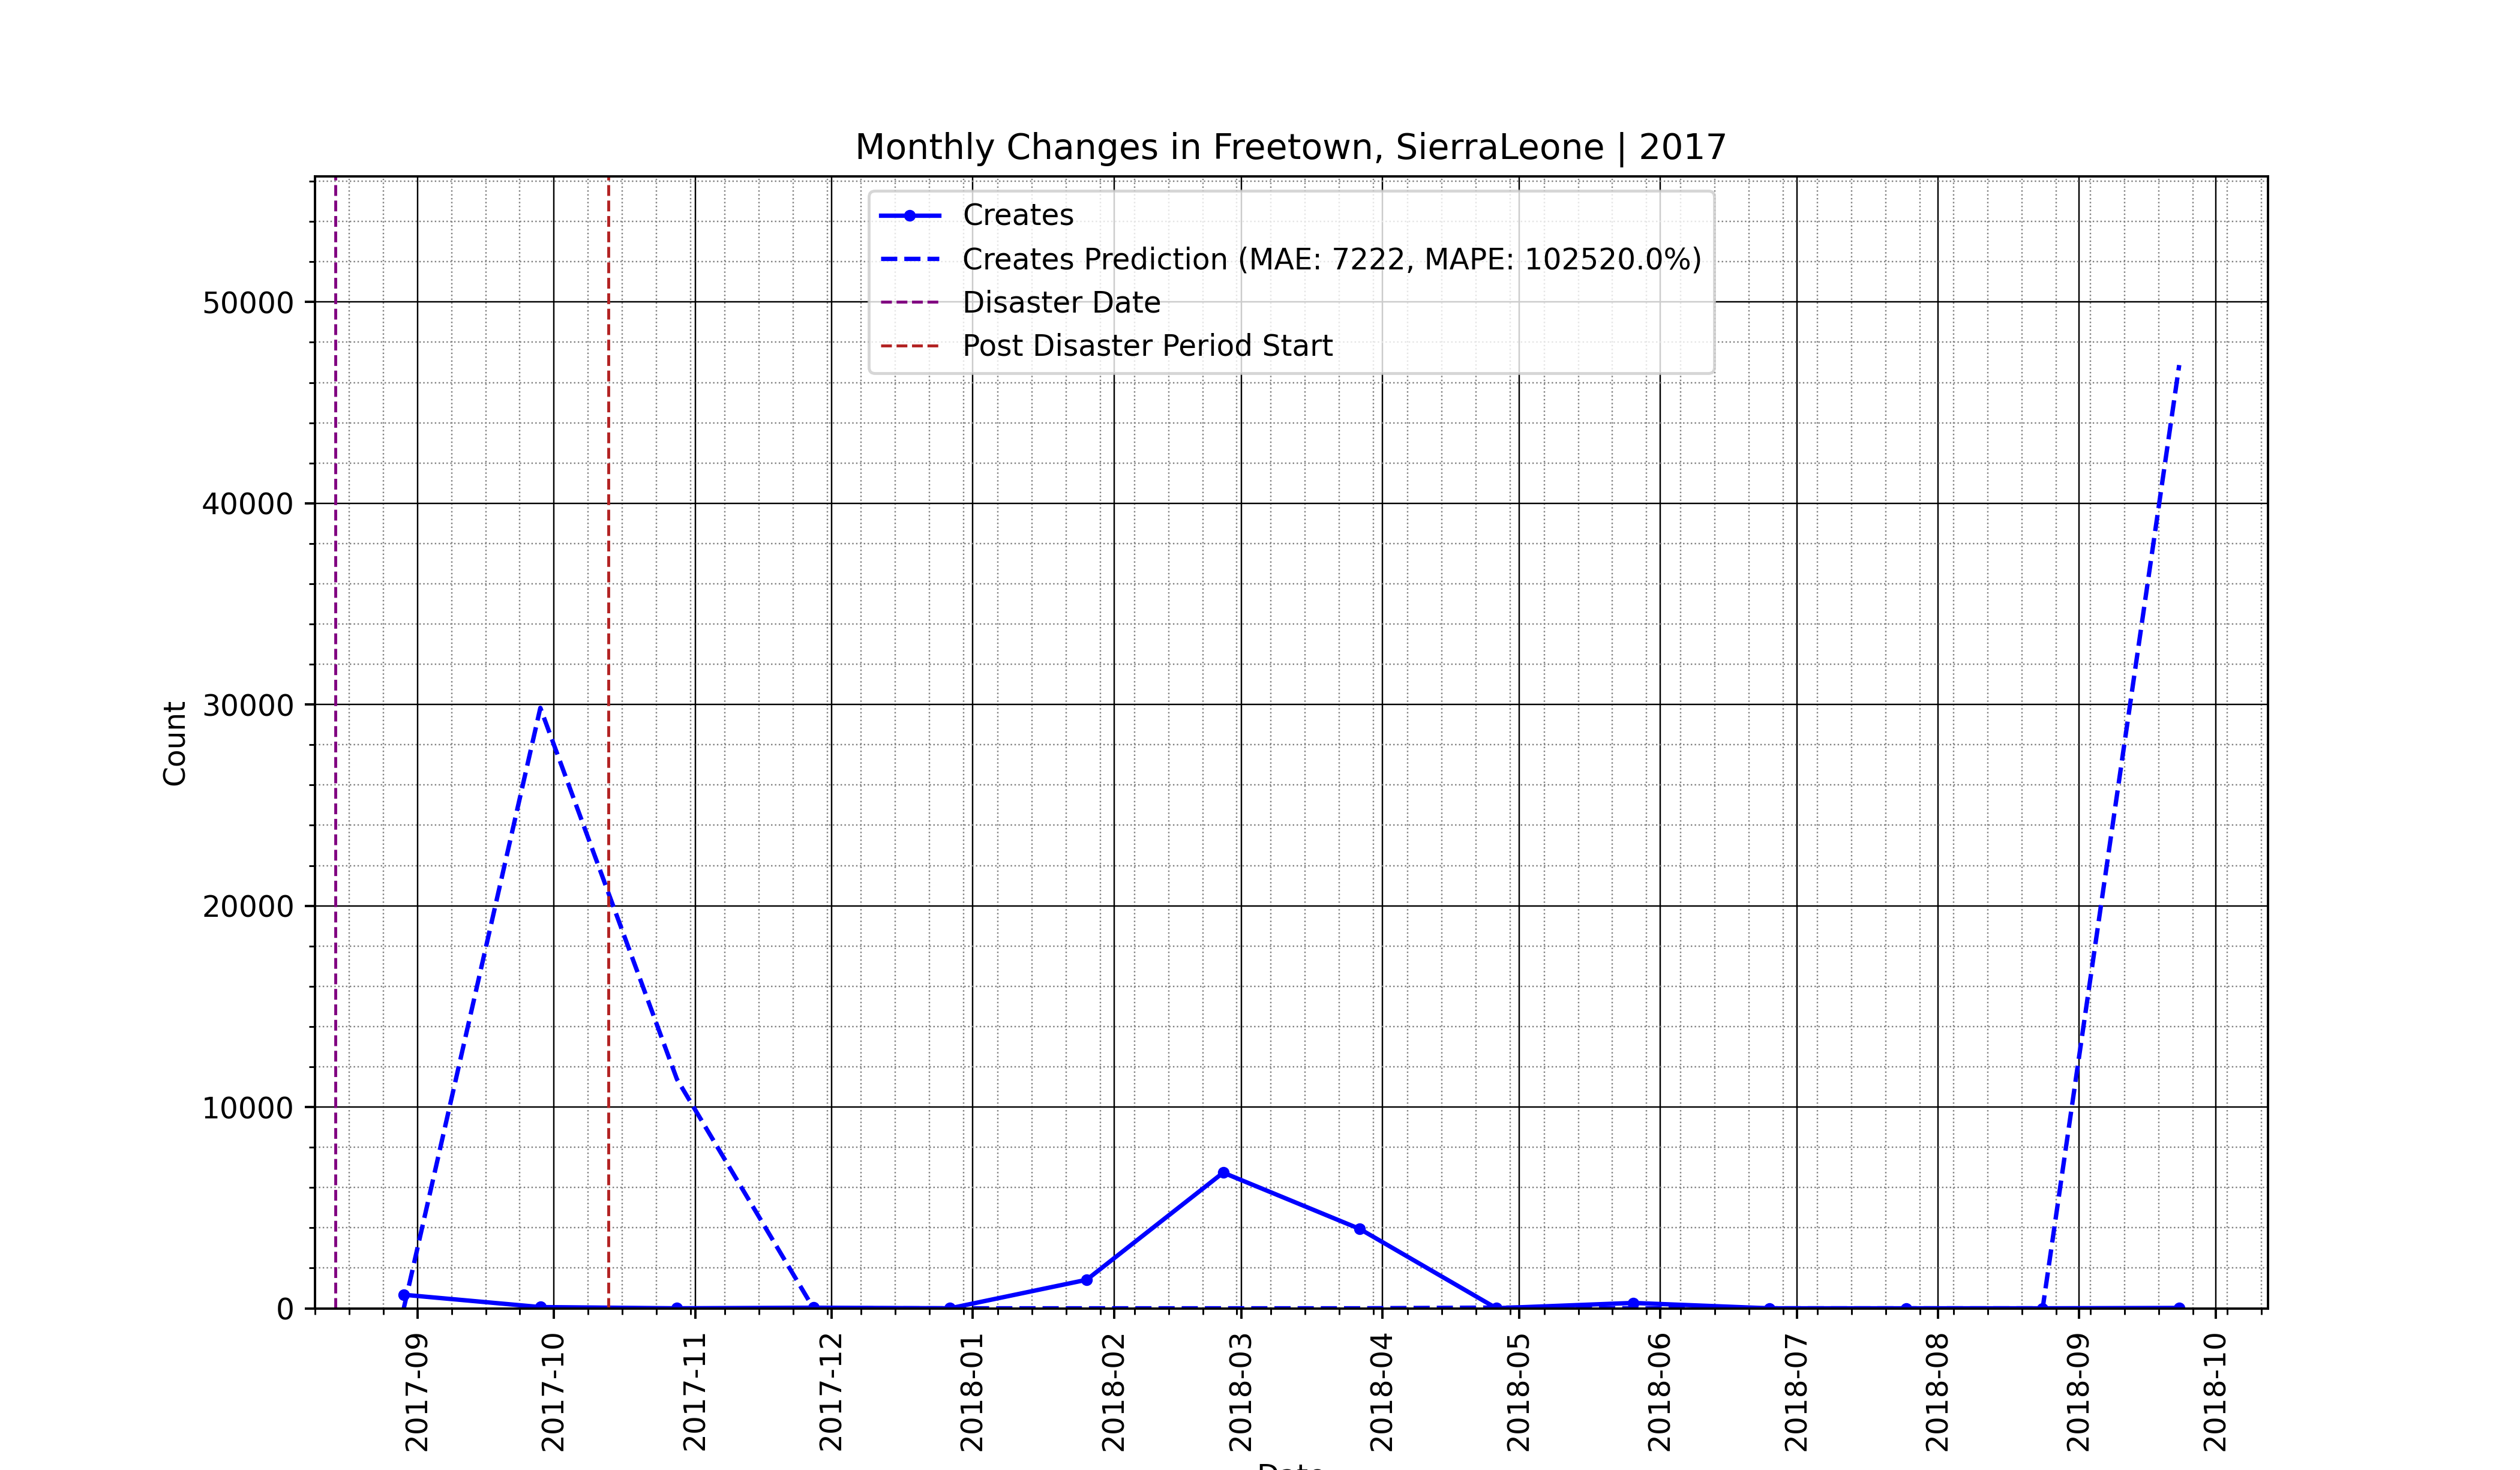 Monthly Changes in Freetown, SierraLeone | 2017
Creates
Creates Prediction (MAE: 7222, MAPE: 102520.0%)
Disaster Date
Post Disaster Period Start
Count
50000
40000
30000
20000
10000
0
2017-09
2017-10
2017-11
2017-12
2018-01
2018-02
2018-03
2018-04
2018-05
2018-06
2018-07
2018-08
2018-09
2018-10
Date